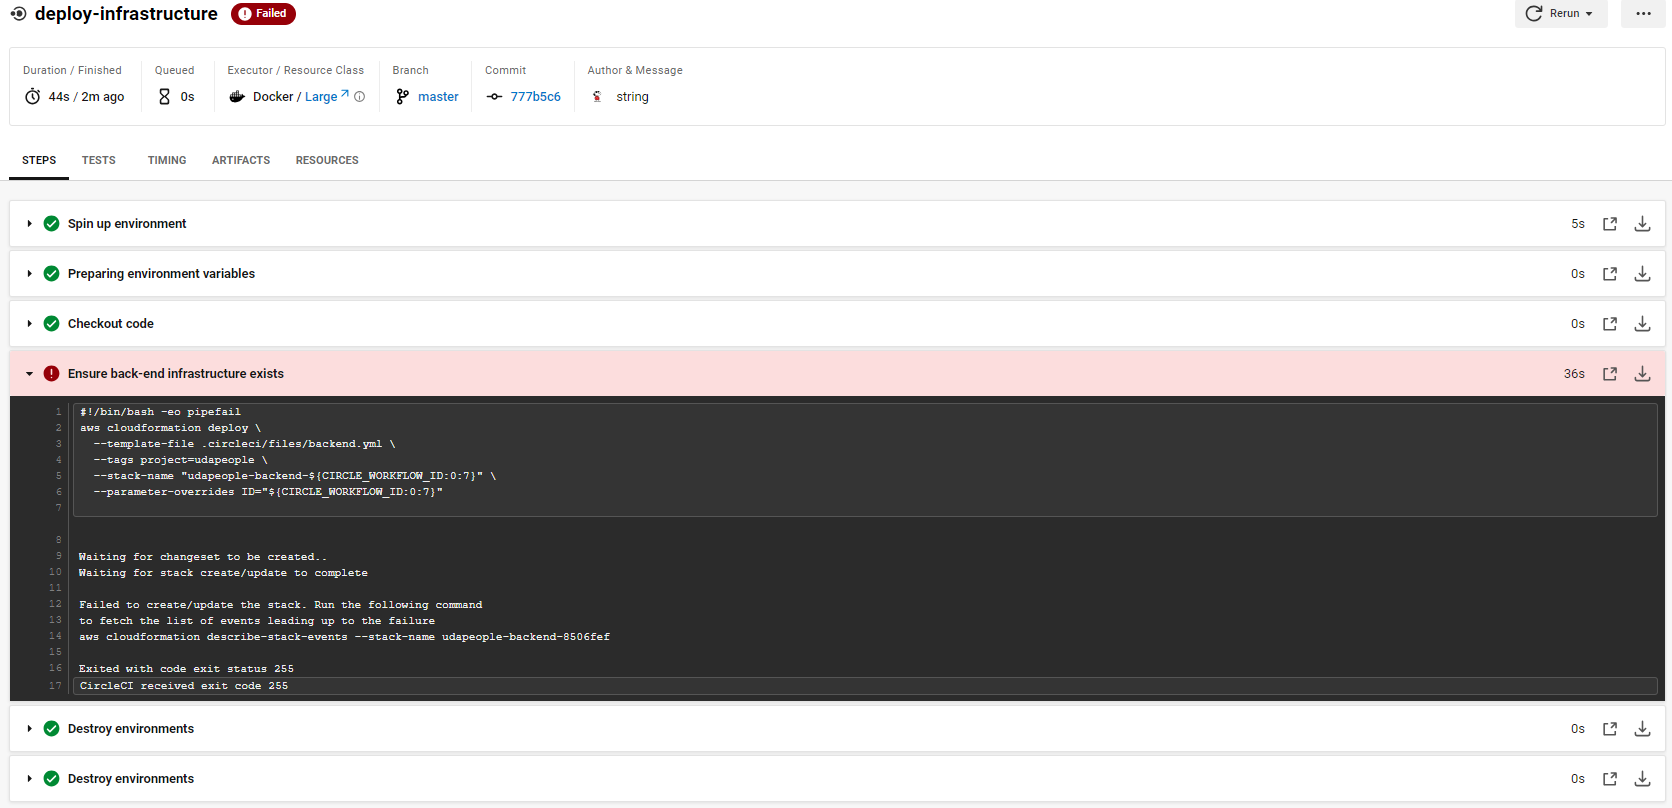 deploy-infrastructure Failed Rerun
Duration / Finished Queued Executor / Resource Class Branch Commit Author & Message
44s / 2m ago 0s Docker / Large master 777b5c6 string
STEPS TESTS TIMING ARTIFACTS RESOURCES
Spin up environment 5s
Preparing environment variables 0s
Checkout code 0s
Ensure back-end infrastructure exists 36s
1 #!/bin/bash -eo pipefail
2 aws cloudformation deploy \
3 --template-file .circleci/files/backend.yml \
4 --tags project=udapeople \
5 --stack-name "udapeople-backend-${CIRCLE_WORKFLOW_ID:0:7}" \
6 --parameter-overrides ID="${CIRCLE_WORKFLOW_ID:0:7}"
7
8
9 Waiting for changeset to be created..
10 Waiting for stack create/update to complete
11
12 Failed to create/update the stack. Run the following command
13 to fetch the list of events leading up to the failure
14 aws cloudformation describe-stack-events --stack-name udapeople-backend-8506fef
15
16 Exited with code exit status 255
17 CircleCI received exit code 255
Destroy environments 0s
Destroy environments 0s